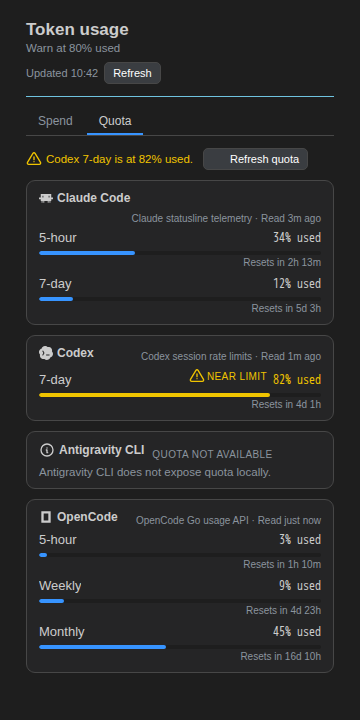 Token usage
Warn at 80% used
Updated 10:42 Refresh
Spend Quota
Codex 7-day is at 82% used. Refresh quota
Claude Code
Claude statusline telemetry · Read 3m ago
5-hour 34% used
Resets in 2h 13m
7-day 12% used
Resets in 5d 3h
Codex Codex session rate limits · Read 1m ago
7-day NEAR LIMIT 82% used
Resets in 4d 1h
Antigravity CLI QUOTA NOT AVAILABLE
Antigravity CLI does not expose quota locally.
OpenCode OpenCode Go usage API · Read just now
5-hour 3% used
Resets in 1h 10m
Weekly 9% used
Resets in 4d 23h
Monthly 45% used
Resets in 16d 10h